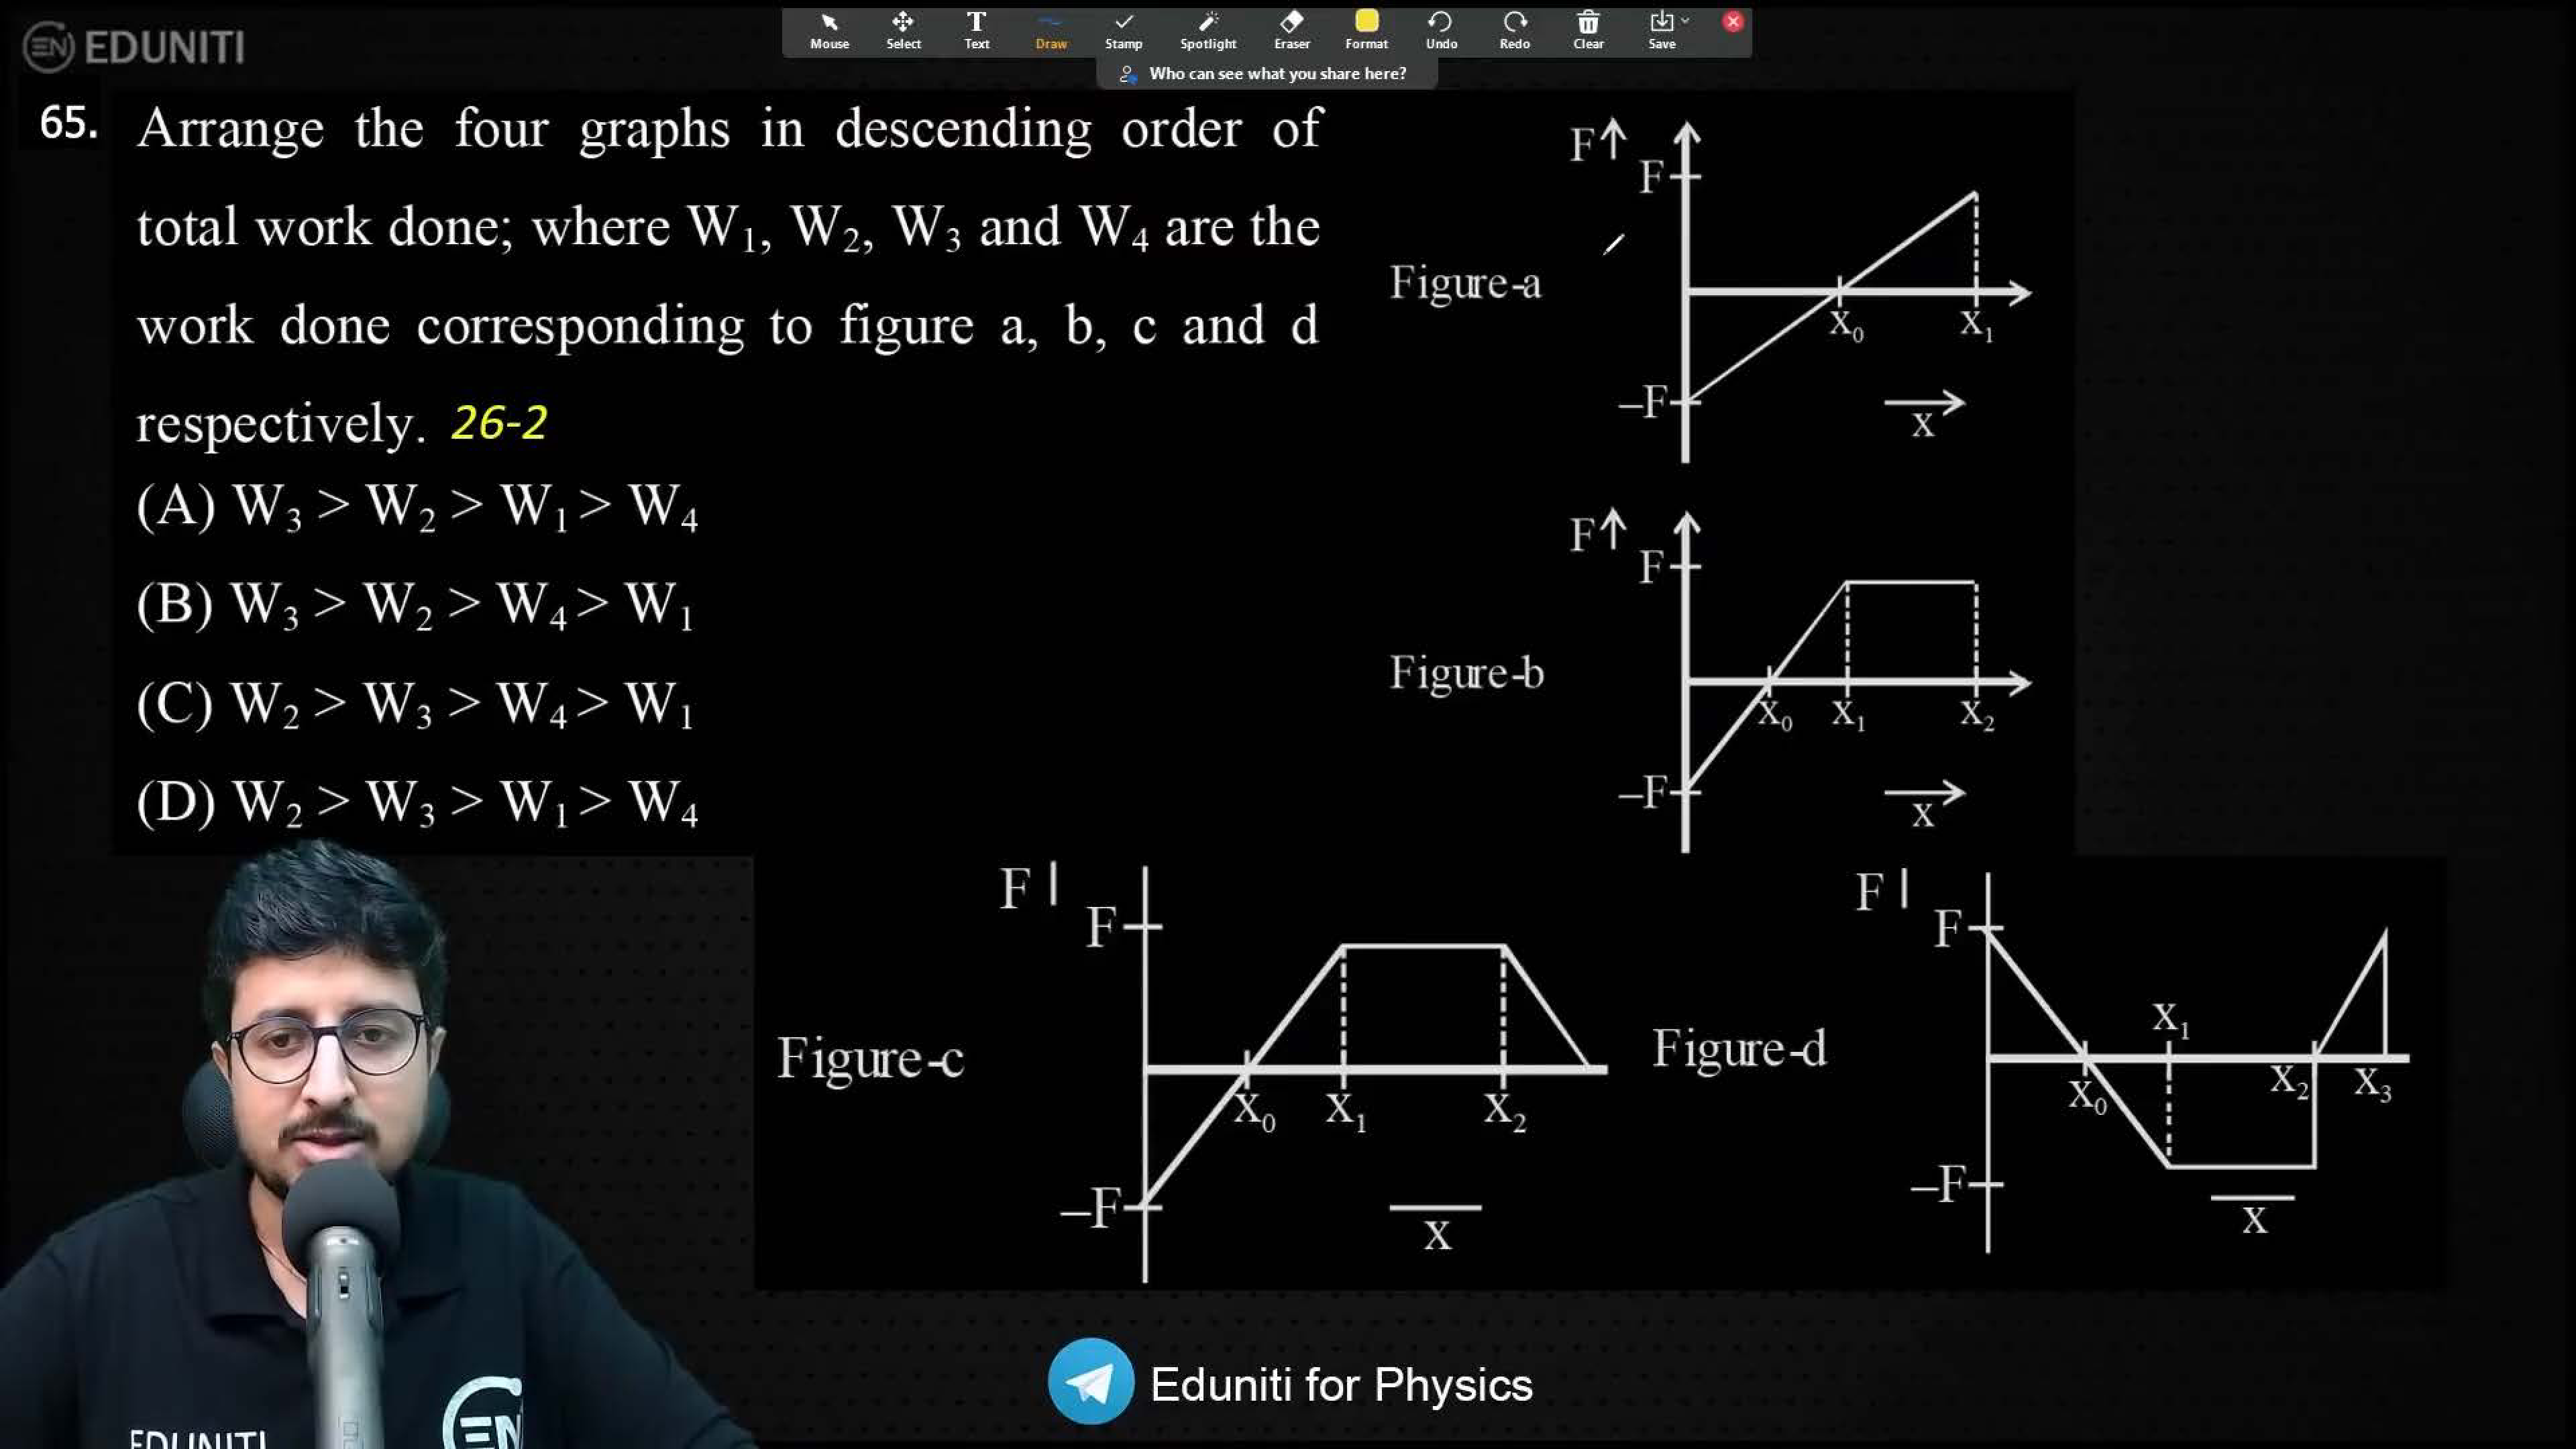 EDUNITI
Mouse Select Text Draw Stamp Spotlight Eraser Format Undo Redo Clear Save
Who can see what you share here?
65. Arrange the four graphs in descending order of
total work done; where W₁, W₂, W₃ and W₄ are the
work done corresponding to figure a, b, c and d
respectively. 26-2
(A) W₃ > W₂ > W₁ > W₄
(B) W₃ > W₂ > W₄ > W₁
(C) W₂ > W₃ > W₄ > W₁
(D) W₂ > W₃ > W₁ > W₄
F↑
F
Figure-a
x₀ x₁
–F
x
F↑
F
Figure-b
x₀ x₁ x₂
–F
x
F
F
Figure-c
x₀ x₁ x₂
–F
x
F
F
Figure-d
x₁
x₀ x₂ x₃
–F
x
Eduniti for Physics
EDUNITI
EN